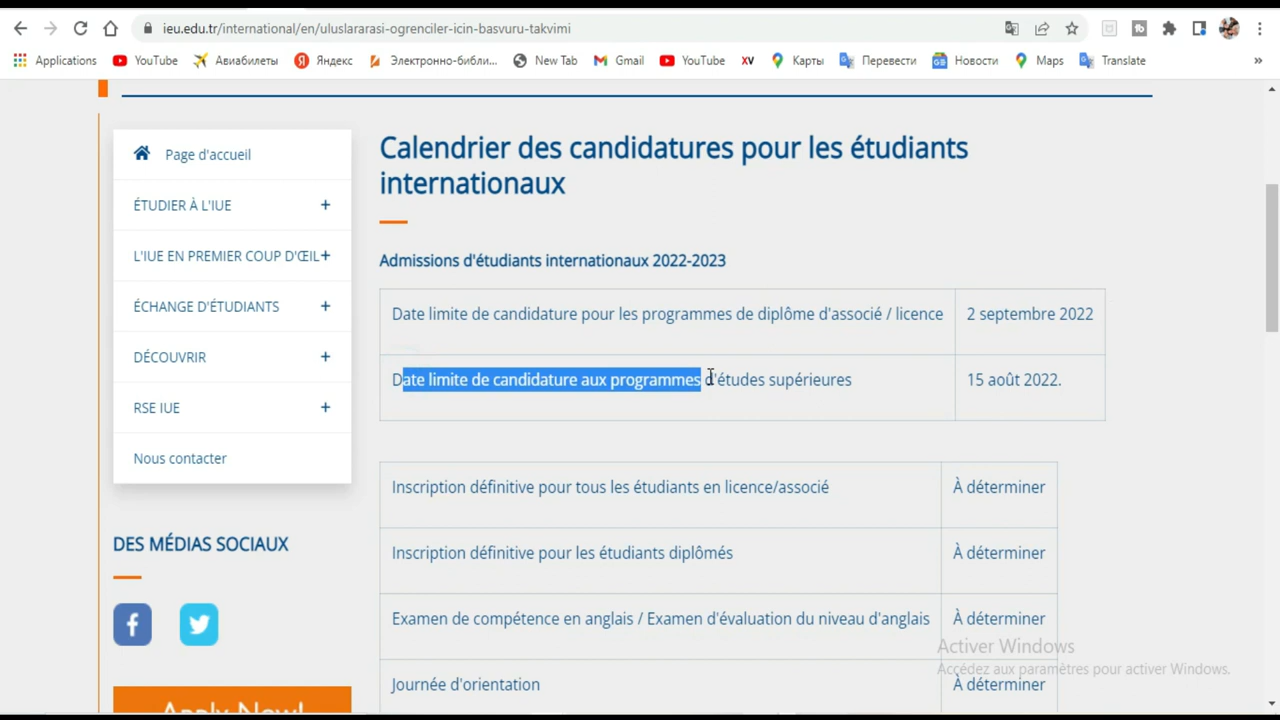 ieu.edu.tr/international/en/uluslararasi-ogrenciler-icin-basvuru-takvimi
Applications YouTube Авиабилеты Яндекс Электронно-библи... New Tab Gmail YouTube XV Карты Перевести Новости Maps Translate »
Page d'accueil
ÉTUDIER À L'IUE +
L'IUE EN PREMIER COUP D'ŒIL +
ÉCHANGE D'ÉTUDIANTS +
DÉCOUVRIR +
RSE IUE +
Nous contacter
DES MÉDIAS SOCIAUX
Apply Now!
Calendrier des candidatures pour les étudiants
internationaux
Admissions d'étudiants internationaux 2022-2023
Date limite de candidature pour les programmes de diplôme d'associé / licence 2 septembre 2022
Date limite de candidature aux programmes d'études supérieures 15 août 2022.
Inscription définitive pour tous les étudiants en licence/associé À déterminer
Inscription définitive pour les étudiants diplômés À déterminer
Examen de compétence en anglais / Examen d'évaluation du niveau d'anglais À déterminer
Journée d'orientation À déterminer
Activer Windows
Accédez aux paramètres pour activer Windows.